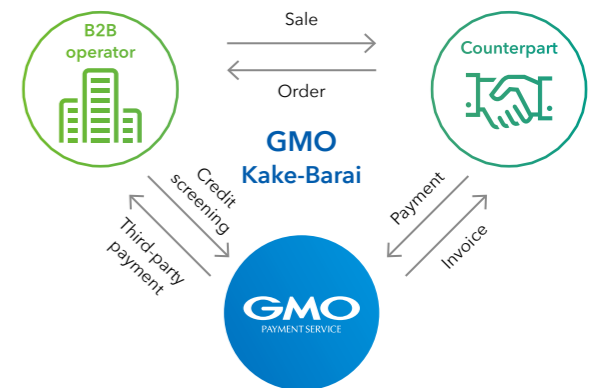 B2B
operator
Sale
Counterpart
Order
GMO
Kake-Barai
Credit
screening
Third-party
payment
Payment
Invoice
GMO
PAYMENT SERVICE